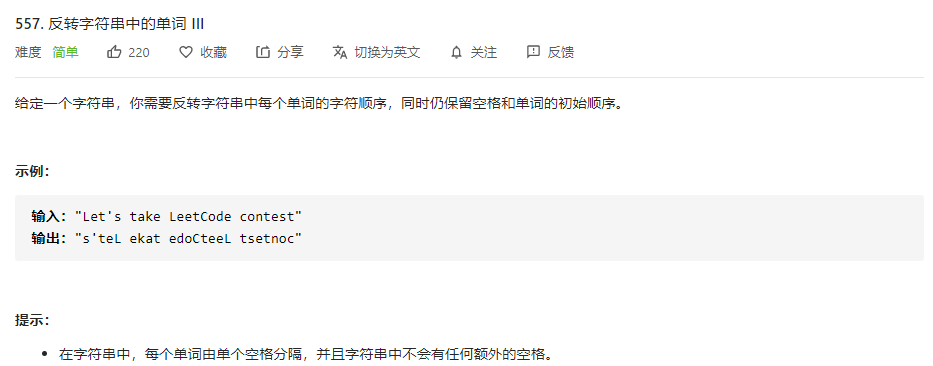 557. 反转字符串中的单词 III
难度 简单 220 收藏 分享 切换为英文 关注 反馈
给定一个字符串，你需要反转字符串中每个单词的字符顺序，同时仍保留空格和单词的初始顺序。
示例：
输入："Let's take LeetCode contest"
输出："s'teL ekat edoCteeL tsetnoc"
提示：
在字符串中，每个单词由单个空格分隔，并且字符串中不会有任何额外的空格。